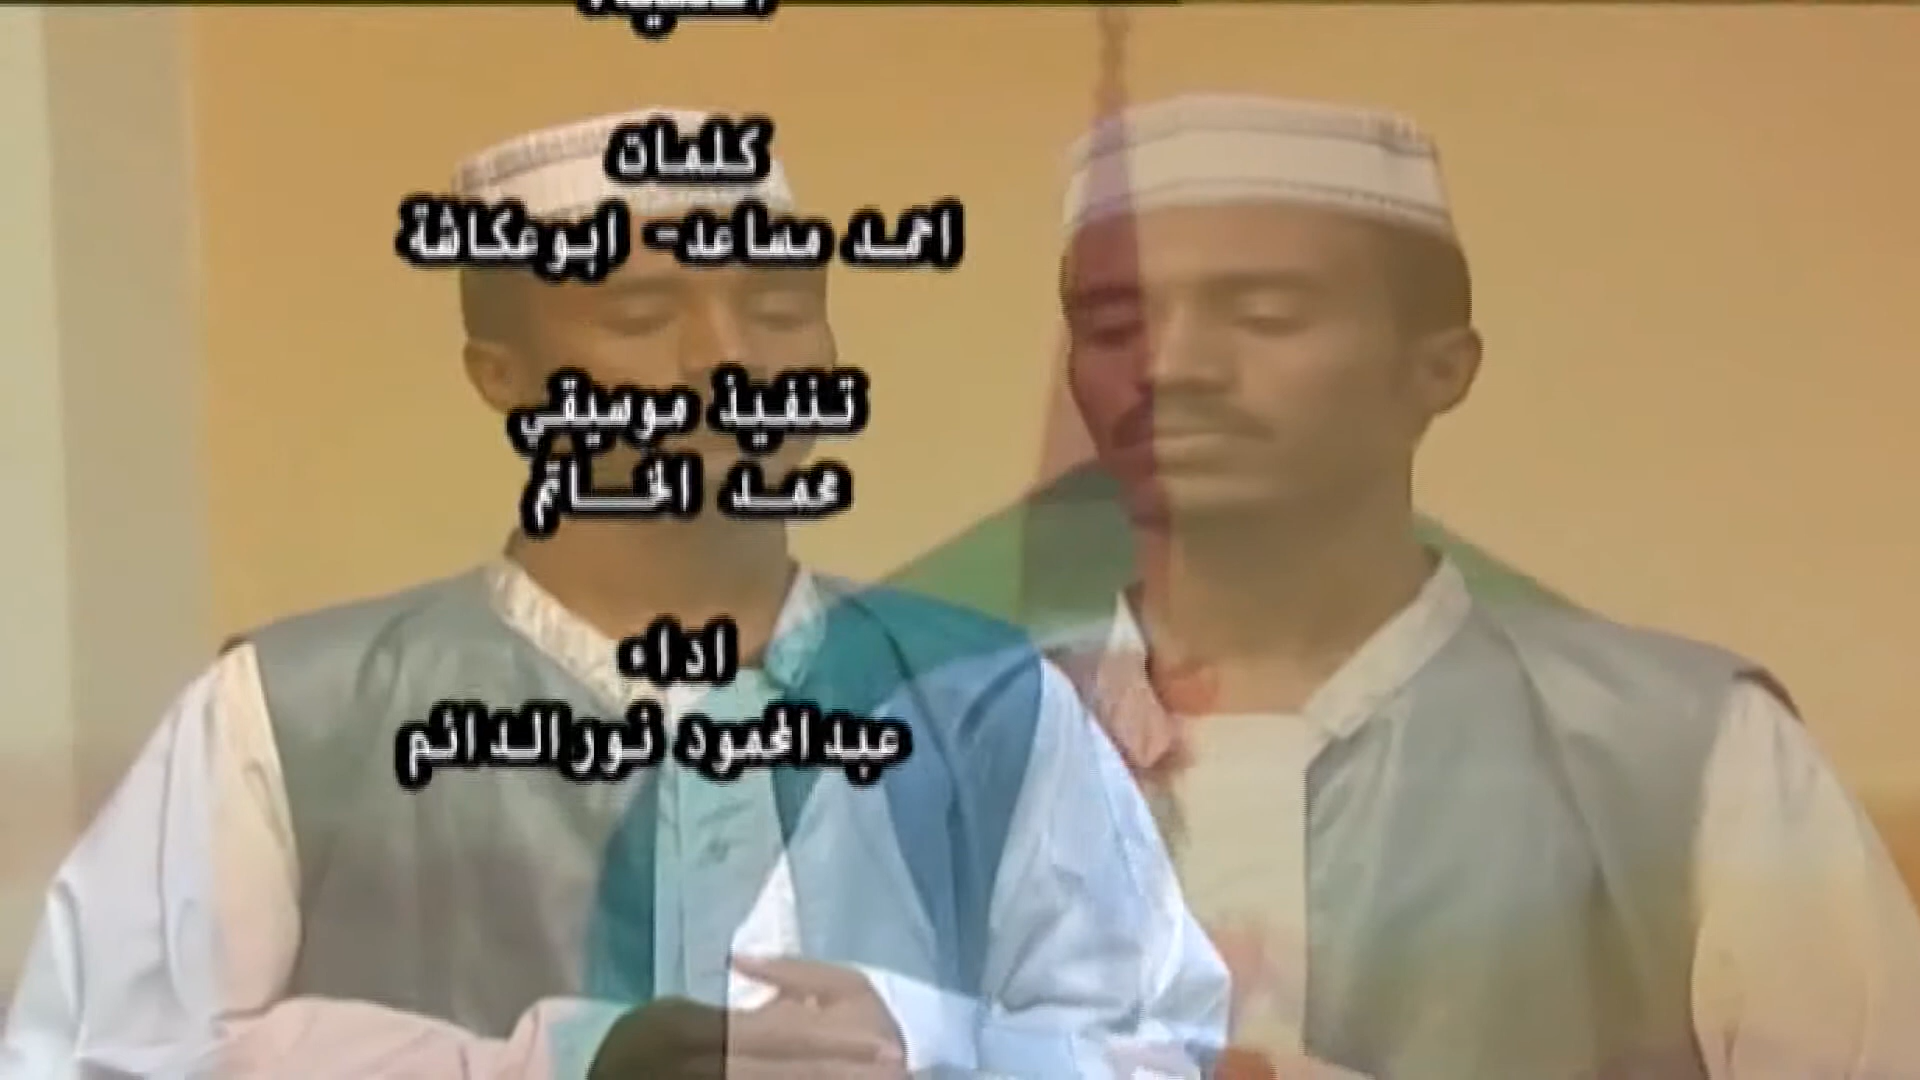 كلمات
احمد مساعد- ابوعكاشة
تنفيذ موسيقي
محمد الخاتم
اداء
عبدالمحمود نورالدائم